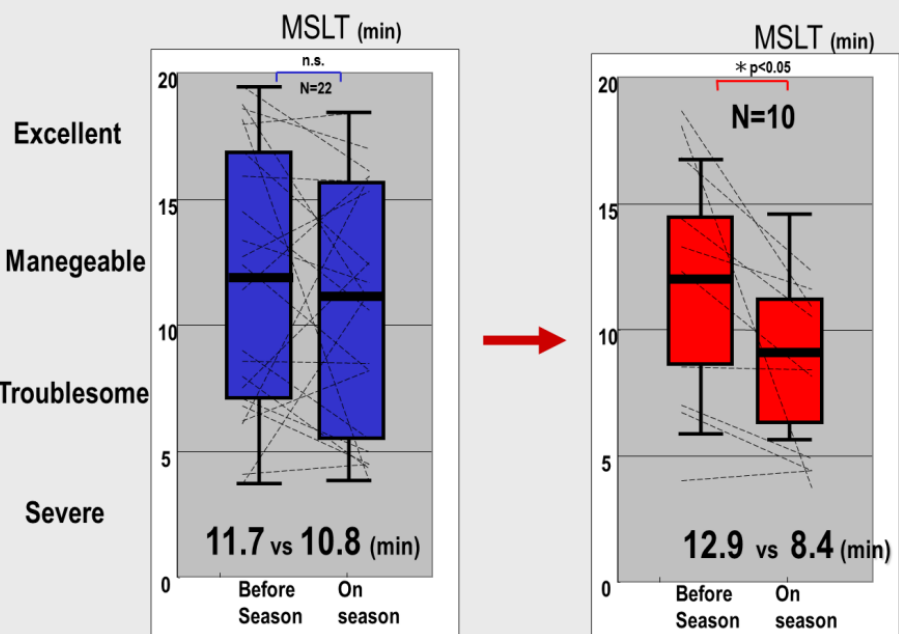 MSLT (min)
n.s.
N=22
20
15
10
5
0
Excellent
Manegeable
Troublesome
Severe
11.7 vs 10.8 (min)
Before
Season
On
season
MSLT (min)
＊ p<0.05
N=10
20
15
10
5
0
12.9 vs 8.4 (min)
Before
Season
On
season